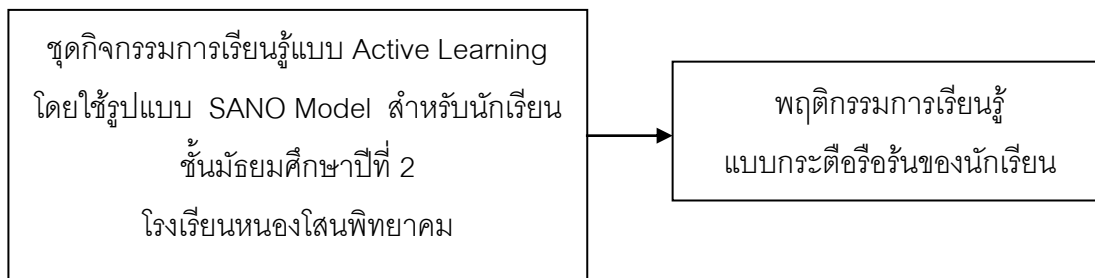 ชุดกิจกรรมการเรียนรู้แบบ Active Learning
โดยใช้รูปแบบ SANO Model สำหรับนักเรียน
ชั้นมัธยมศึกษาปีที่ 2
โรงเรียนหนองโสนพิทยาคม
พฤติกรรมการเรียนรู้
แบบกระตือรือร้นของนักเรียน